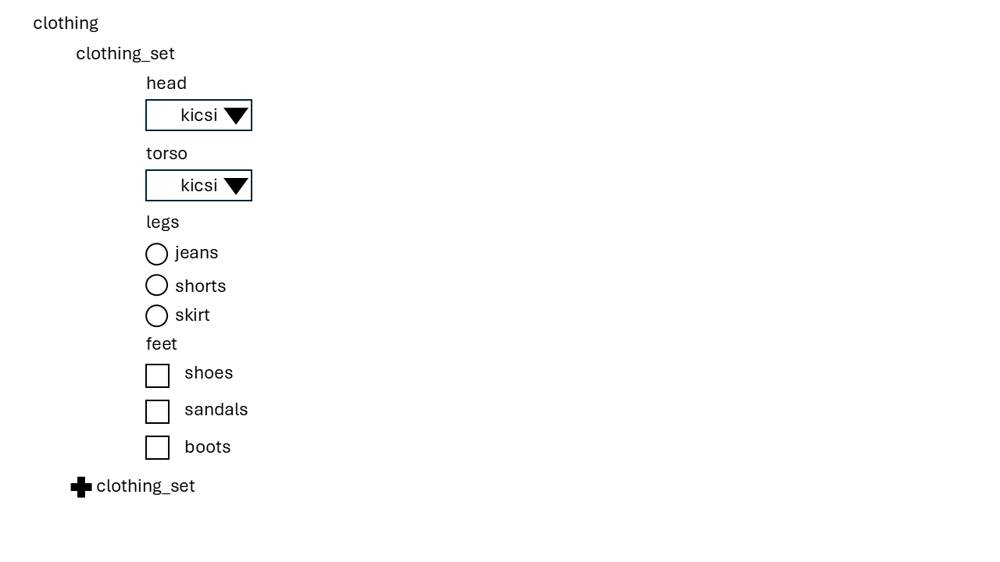 clothing
clothing_set
head
kicsi
torso
kicsi
legs
jeans
shorts
skirt
feet
shoes
sandals
boots
clothing_set